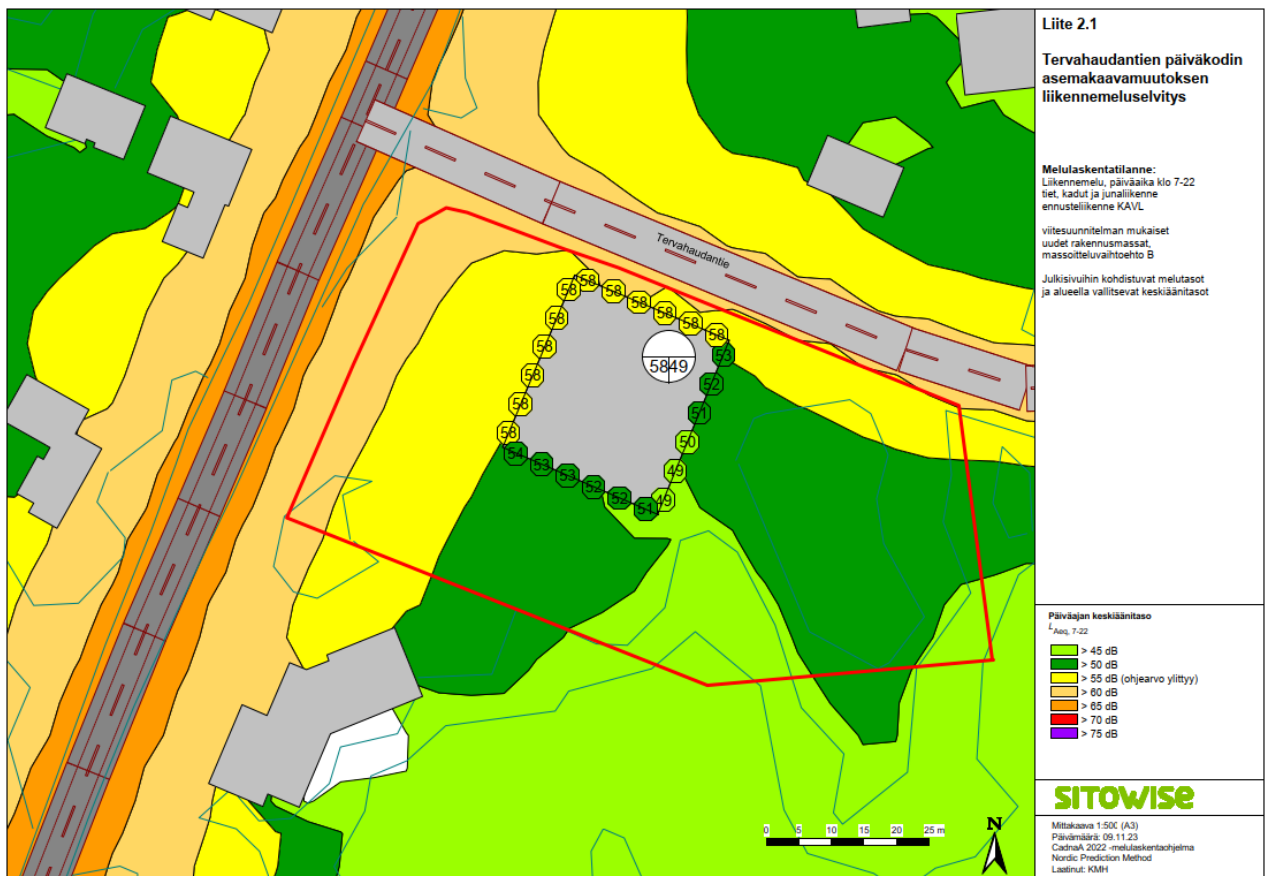 Liite 2.1
Tervahaudantien päiväkodin
asemakaavamuutoksen
liikennemeluselvitys
Melulaskentatilanne:
Liikennemelu, päiväaika klo 7-22
tiet, kadut ja junaliikenne
ennusteliikenne KAVL
viitesuunnitelman mukaiset
uudet rakennusmassat,
massoitteluvaihtoehto B
Julkisivuihin kohdistuvat melutasot
ja alueella vallitsevat keskiäänitasot
Tervahaudantie
58
58
58
58
58
58
58
58
58
58
58
58
53
52
51
50
49
49
54
53
53
52
52
51
58 49
Päiväajan keskiäänitaso
LAeq, 7-22
> 45 dB
> 50 dB
> 55 dB (ohjearvo ylittyy)
> 60 dB
> 65 dB
> 70 dB
> 75 dB
0 5 10 15 20 25 m
N
SITOWISE
Mittakaava 1:500 (A3)
Päivämäärä: 09.11.23
CadnaA 2022 -melulaskentaohjelma
Nordic Prediction Method
Laatinut: KMH